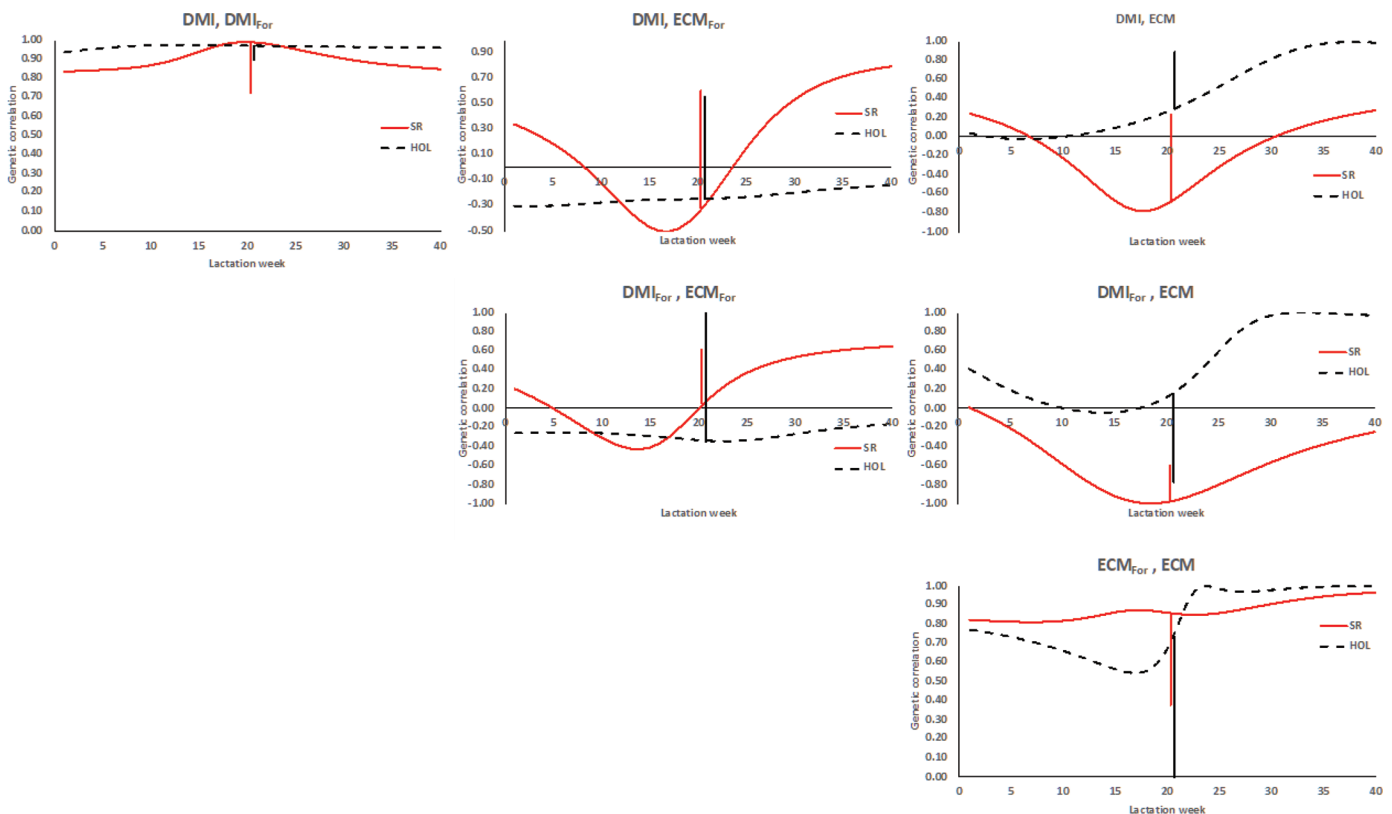 DMI, DMIFor
1.00
0.90
0.80
0.70
0.60
0.50
0.40
0.30
0.20
0.10
0.00
Genetic correlation
SR
HOL
0 5 10 15 20 25 30 35 40
Lactation week
DMI, ECMFor
0.90
0.70
0.50
0.30
0.10
-0.10
-0.30
-0.50
Genetic correlation
SR
HOL
0 5 10 15 20 25 30 35 40
Lactation week
DMI, ECM
1.00
0.80
0.60
0.40
0.20
0.00
-0.20
-0.40
-0.60
-0.80
-1.00
Genetic correlation
SR
HOL
0 5 10 15 20 25 30 35 40
Lactation week
DMIFor , ECMFor
1.00
0.80
0.60
0.40
0.20
0.00
-0.20
-0.40
-0.60
-0.80
-1.00
Genetic correlation
SR
HOL
0 5 10 15 20 25 30 35 40
Lactation week
DMIFor , ECM
1.00
0.80
0.60
0.40
0.20
0.00
-0.20
-0.40
-0.60
-0.80
-1.00
Genetic correlation
SR
HOL
0 5 10 15 20 25 30 35 40
Lactation week
ECMFor , ECM
1.00
0.90
0.80
0.70
0.60
0.50
0.40
0.30
0.20
0.10
0.00
Genetic correlation
SR
HOL
0 5 10 15 20 25 30 35 40
Lactation week